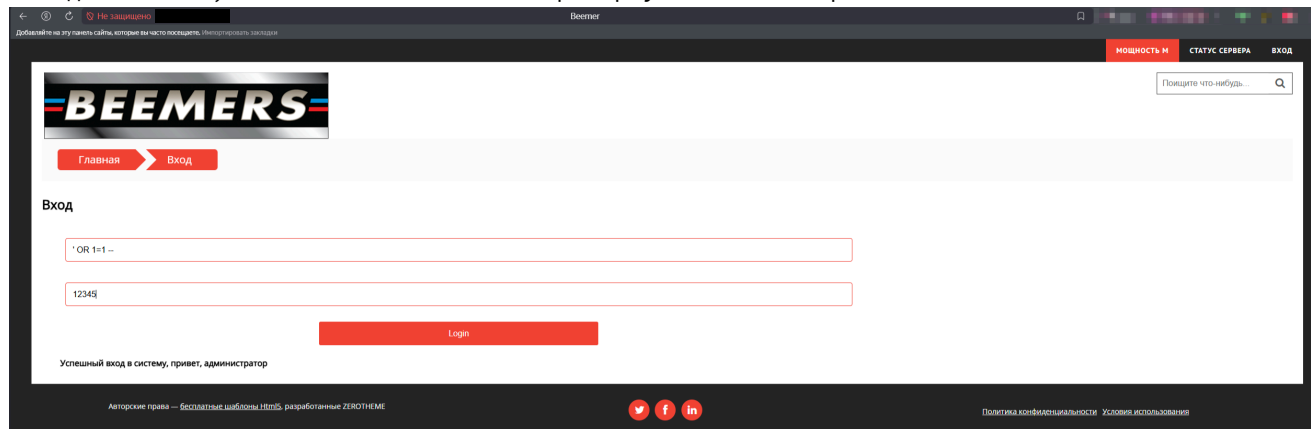 Не защищено
Beemer
Добавляйте на эту панель сайты, которые вы часто посещаете. Импортировать закладки
МОЩНОСТЬ М СТАТУС СЕРВЕРА ВХОД
BEEMERS
Поищите что-нибудь...
Главная Вход
Вход
' OR 1=1 --
12345
Login
Успешный вход в систему, привет, администратор
Авторские права — бесплатные шаблоны Html5, разработанные ZEROTHEME
Политика конфиденциальности Условия использования